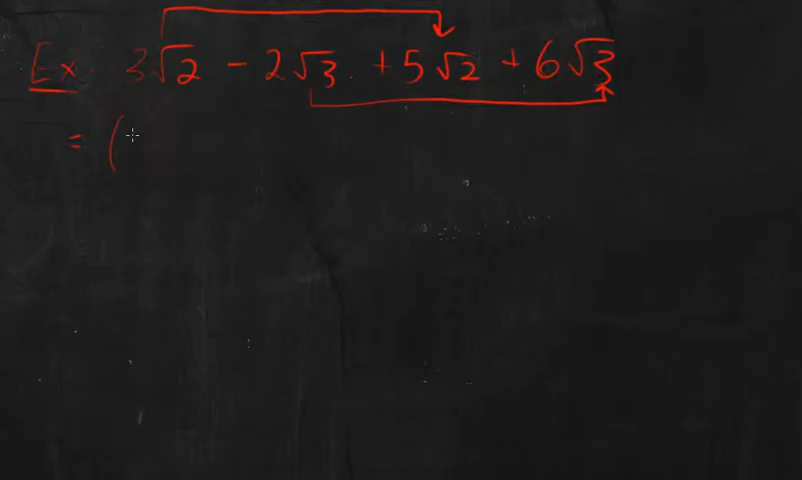 Ex 3√2 - 2√3 + 5√2 + 6√3
= (